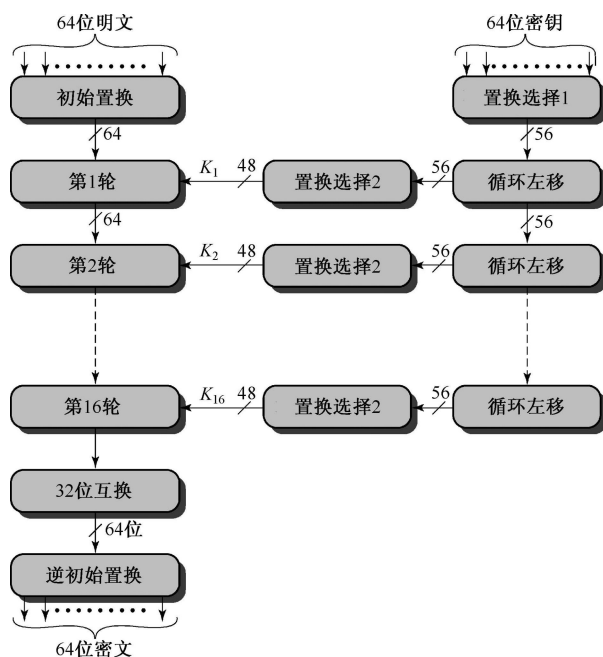 64位明文
64位密钥
初始置换
置换选择1
64
56
第1轮
K1
48
置换选择2
56
循环左移
64
56
第2轮
K2
48
置换选择2
56
循环左移
第16轮
K16
48
置换选择2
56
循环左移
32位互换
64位
逆初始置换
64位密文